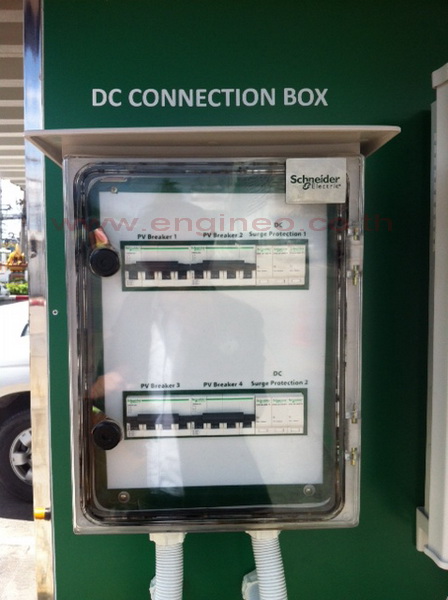 DC CONNECTION BOX
Schneider
Electric
www.engineo.co.th
PV Breaker 1
PV Breaker 2
DC
Surge Protection 1
PV Breaker 3
PV Breaker 4
DC
Surge Protection 2